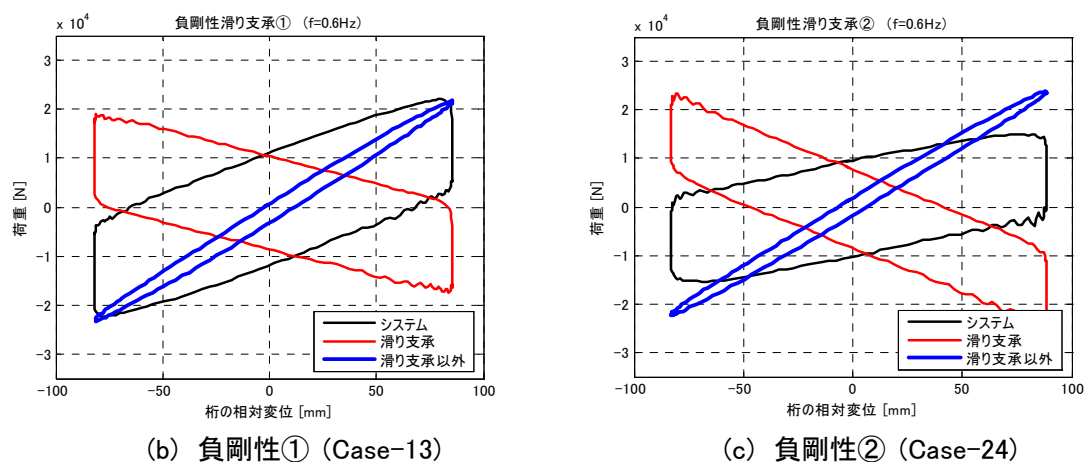 x 10⁴
負剛性滑り支承① (f=0.6Hz)
3
2
1
0
-1
-2
-3
荷重 [N]
-100
-50
0
50
100
桁の相対変位 [mm]
システム
滑り支承
滑り支承以外
(b) 負剛性① (Case-13)
x 10⁴
負剛性滑り支承② (f=0.6Hz)
3
2
1
0
-1
-2
-3
荷重 [N]
-100
-50
0
50
100
桁の相対変位 [mm]
システム
滑り支承
滑り支承以外
(c) 負剛性② (Case-24)